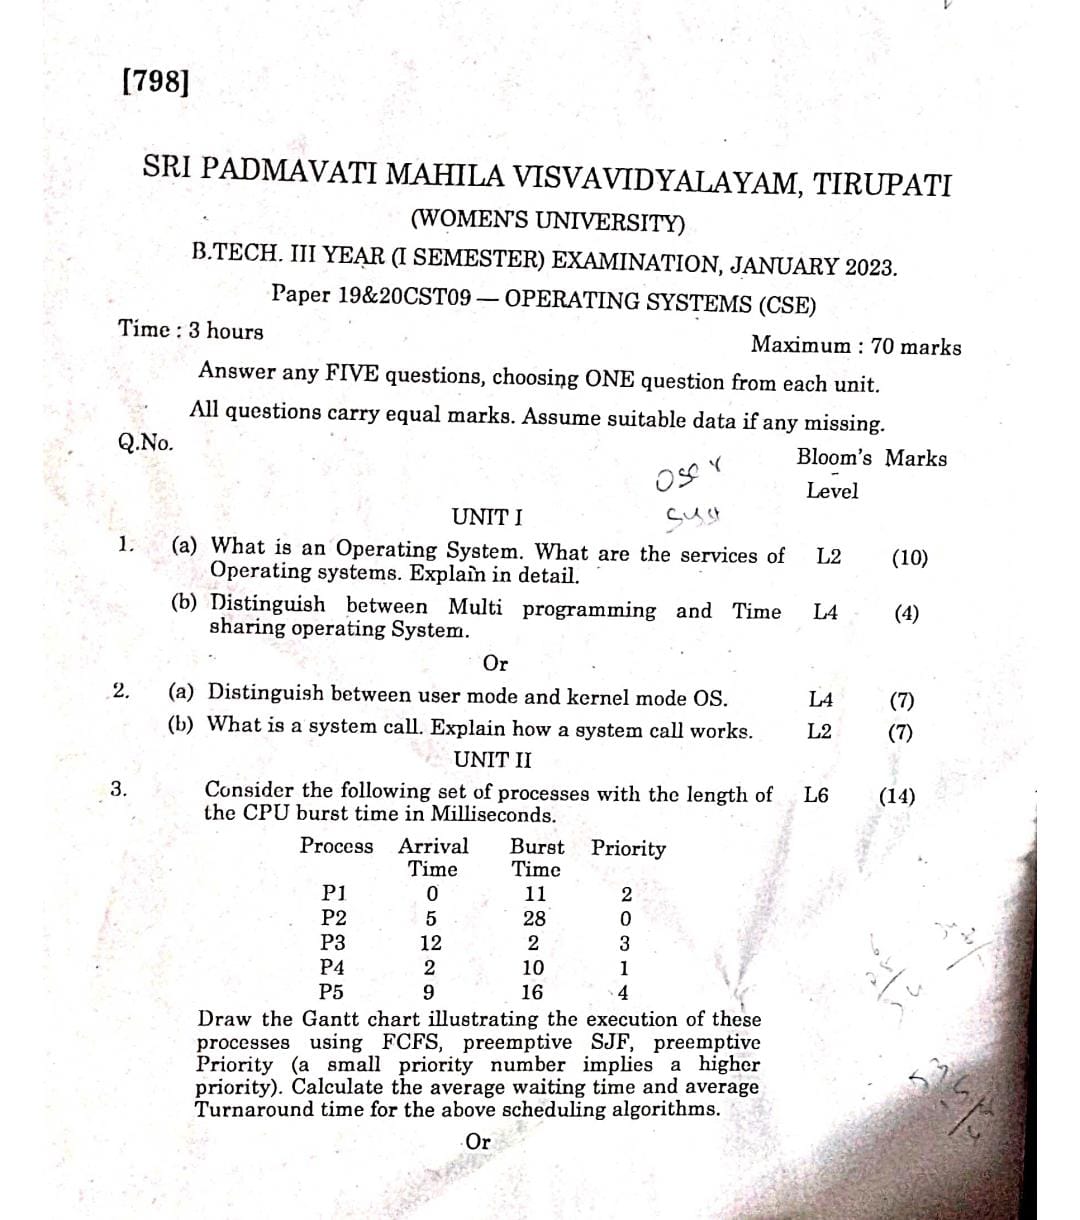 [798]
SRI PADMAVATI MAHILA VISVAVIDYALAYAM, TIRUPATI
(WOMEN'S UNIVERSITY)
B.TECH. III YEAR (I SEMESTER) EXAMINATION, JANUARY 2023.
Paper 19&20CST09 — OPERATING SYSTEMS (CSE)
Time : 3 hours
Maximum : 70 marks
Answer any FIVE questions, choosing ONE question from each unit.
All questions carry equal marks. Assume suitable data if any missing.
Q.No.
Bloom's Marks
Level
UNIT I
1. (a) What is an Operating System. What are the services of L2 (10)
Operating systems. Explain in detail.
(b) Distinguish between Multi programming and Time L4 (4)
sharing operating System.
Or
2. (a) Distinguish between user mode and kernel mode OS. L4 (7)
(b) What is a system call. Explain how a system call works. L2 (7)
UNIT II
3. Consider the following set of processes with the length of L6 (14)
the CPU burst time in Milliseconds.
Process Arrival Burst Priority
Time Time
P1 0 11 2
P2 5 28 0
P3 12 2 3
P4 2 10 1
P5 9 16 4
Draw the Gantt chart illustrating the execution of these
processes using FCFS, preemptive SJF, preemptive
Priority (a small priority number implies a higher
priority). Calculate the average waiting time and average
Turnaround time for the above scheduling algorithms.
Or